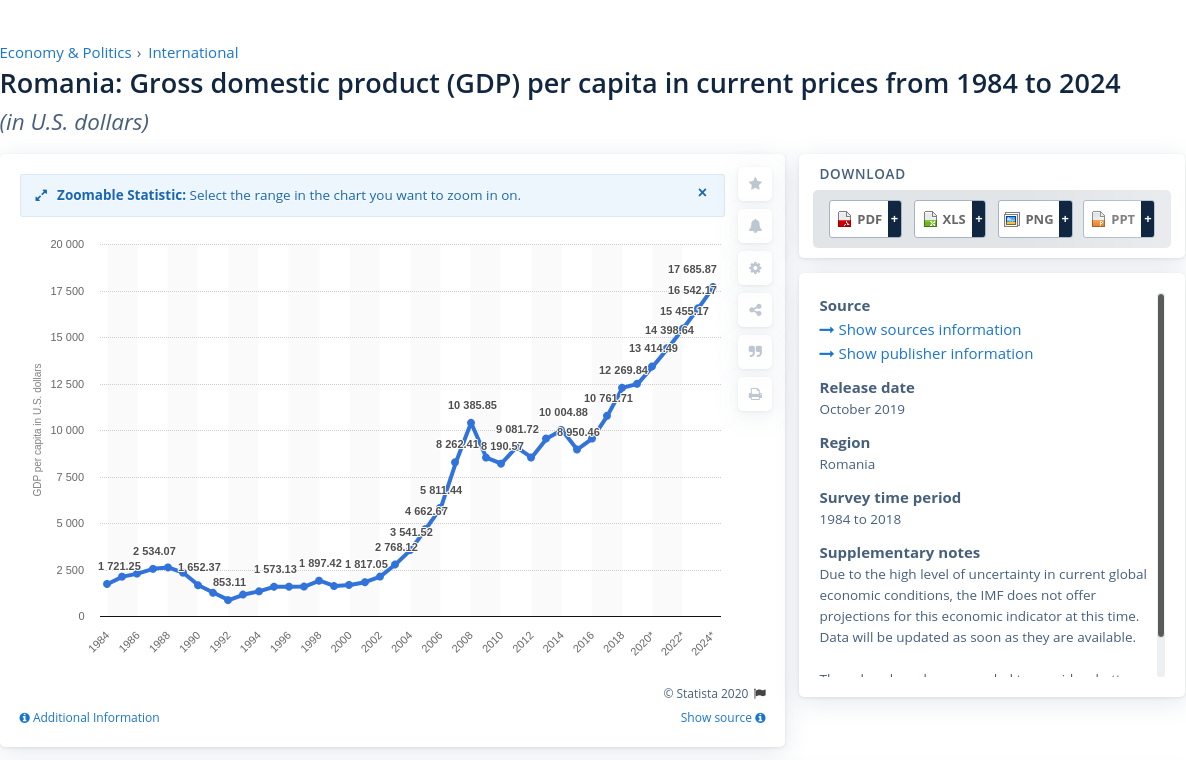 Economy & Politics › International
Romania: Gross domestic product (GDP) per capita in current prices from 1984 to 2024
(in U.S. dollars)
Zoomable Statistic: Select the range in the chart you want to zoom in on.
×
20 000
17 500
15 000
12 500
10 000
7 500
5 000
2 500
0
GDP per capita in U.S. dollars
1 721.25
2 534.07
1 652.37
853.11
1 573.13
1 897.42
1 817.05
2 768.12
3 541.52
4 662.67
5 811.44
8 262.41
10 385.85
8 190.57
9 081.72
10 004.88
8 950.46
10 761.71
12 269.84
13 414.49
14 398.64
15 455.17
16 542.17
17 685.87
1984
1986
1988
1990
1992
1994
1996
1998
2000
2002
2004
2006
2008
2010
2012
2014
2016
2018
2020*
2022*
2024*
© Statista 2020
Additional Information
Show source
DOWNLOAD
PDF + XLS + PNG + PPT +
Source
Show sources information
Show publisher information
Release date
October 2019
Region
Romania
Survey time period
1984 to 2018
Supplementary notes
Due to the high level of uncertainty in current global
economic conditions, the IMF does not offer
projections for this economic indicator at this time.
Data will be updated as soon as they are available.